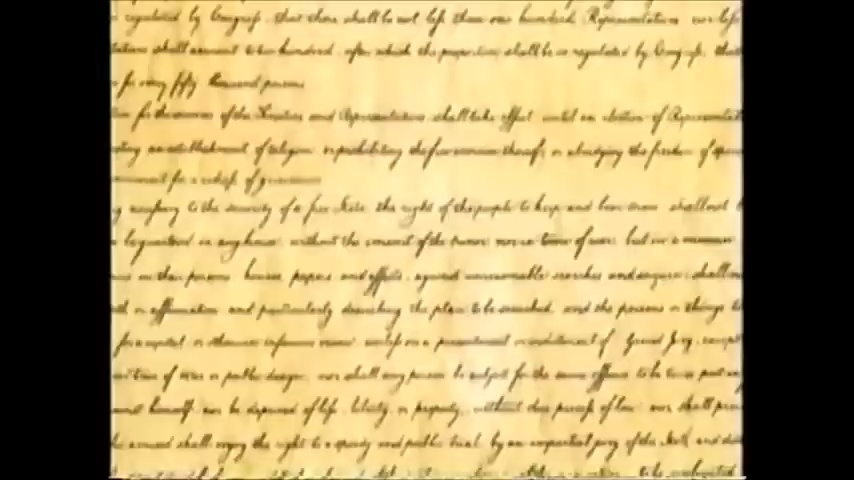 regulated by Congress, that there shall be not less than one hundred Representatives, nor less
shall amount to two hundred, after which the proportion shall be so regulated by Congress, that
for every fifty thousand persons
for the services of the Senators and Representatives, shall take effect, until an election of Representatives
an establishment of religion, or prohibiting the free exercise thereof; or abridging the freedom of speech
for a redress of grievances
necessary to the security of a free State, the right of the people to keep and bear arms, shall not b
be quartered in any house, without the consent of the owner, nor in time of war, but in a manner
in their persons, houses, papers, and effects, against unreasonable searches and seizures, shall no
or affirmation, and particularly describing the place to be searched, and the persons or things to
for a capital, or otherwise infamous crime, unless on a presentment or indictment of a Grand Jury, except
time of War or public danger; nor shall any person be subject for the same offence to be twice put in
himself, nor be deprived of life, liberty, or property, without due process of law; nor shall priv
the accused shall enjoy the right to a speedy and public trial, by an impartial jury of the State and dist